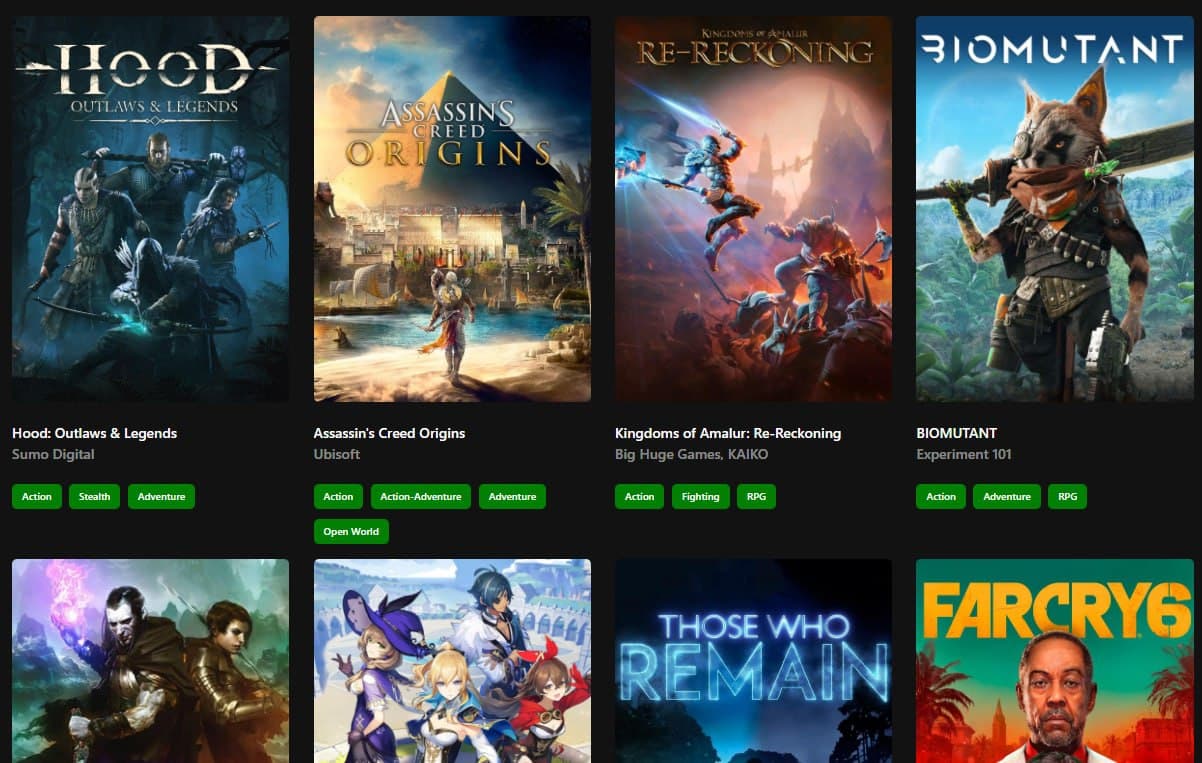 HOOD
OUTLAWS & LEGENDS
ASSASSIN'S
CREED
ORIGINS
KINGDOMS OF AMALUR
RE-RECKONING
BIOMUTANT
Hood: Outlaws & Legends
Sumo Digital
Action Stealth Adventure
Assassin's Creed Origins
Ubisoft
Action Action-Adventure Adventure
Open World
Kingdoms of Amalur: Re-Reckoning
Big Huge Games, KAIKO
Action Fighting RPG
BIOMUTANT
Experiment 101
Action Adventure RPG
THOSE WHO
REMAIN
FARCRY6